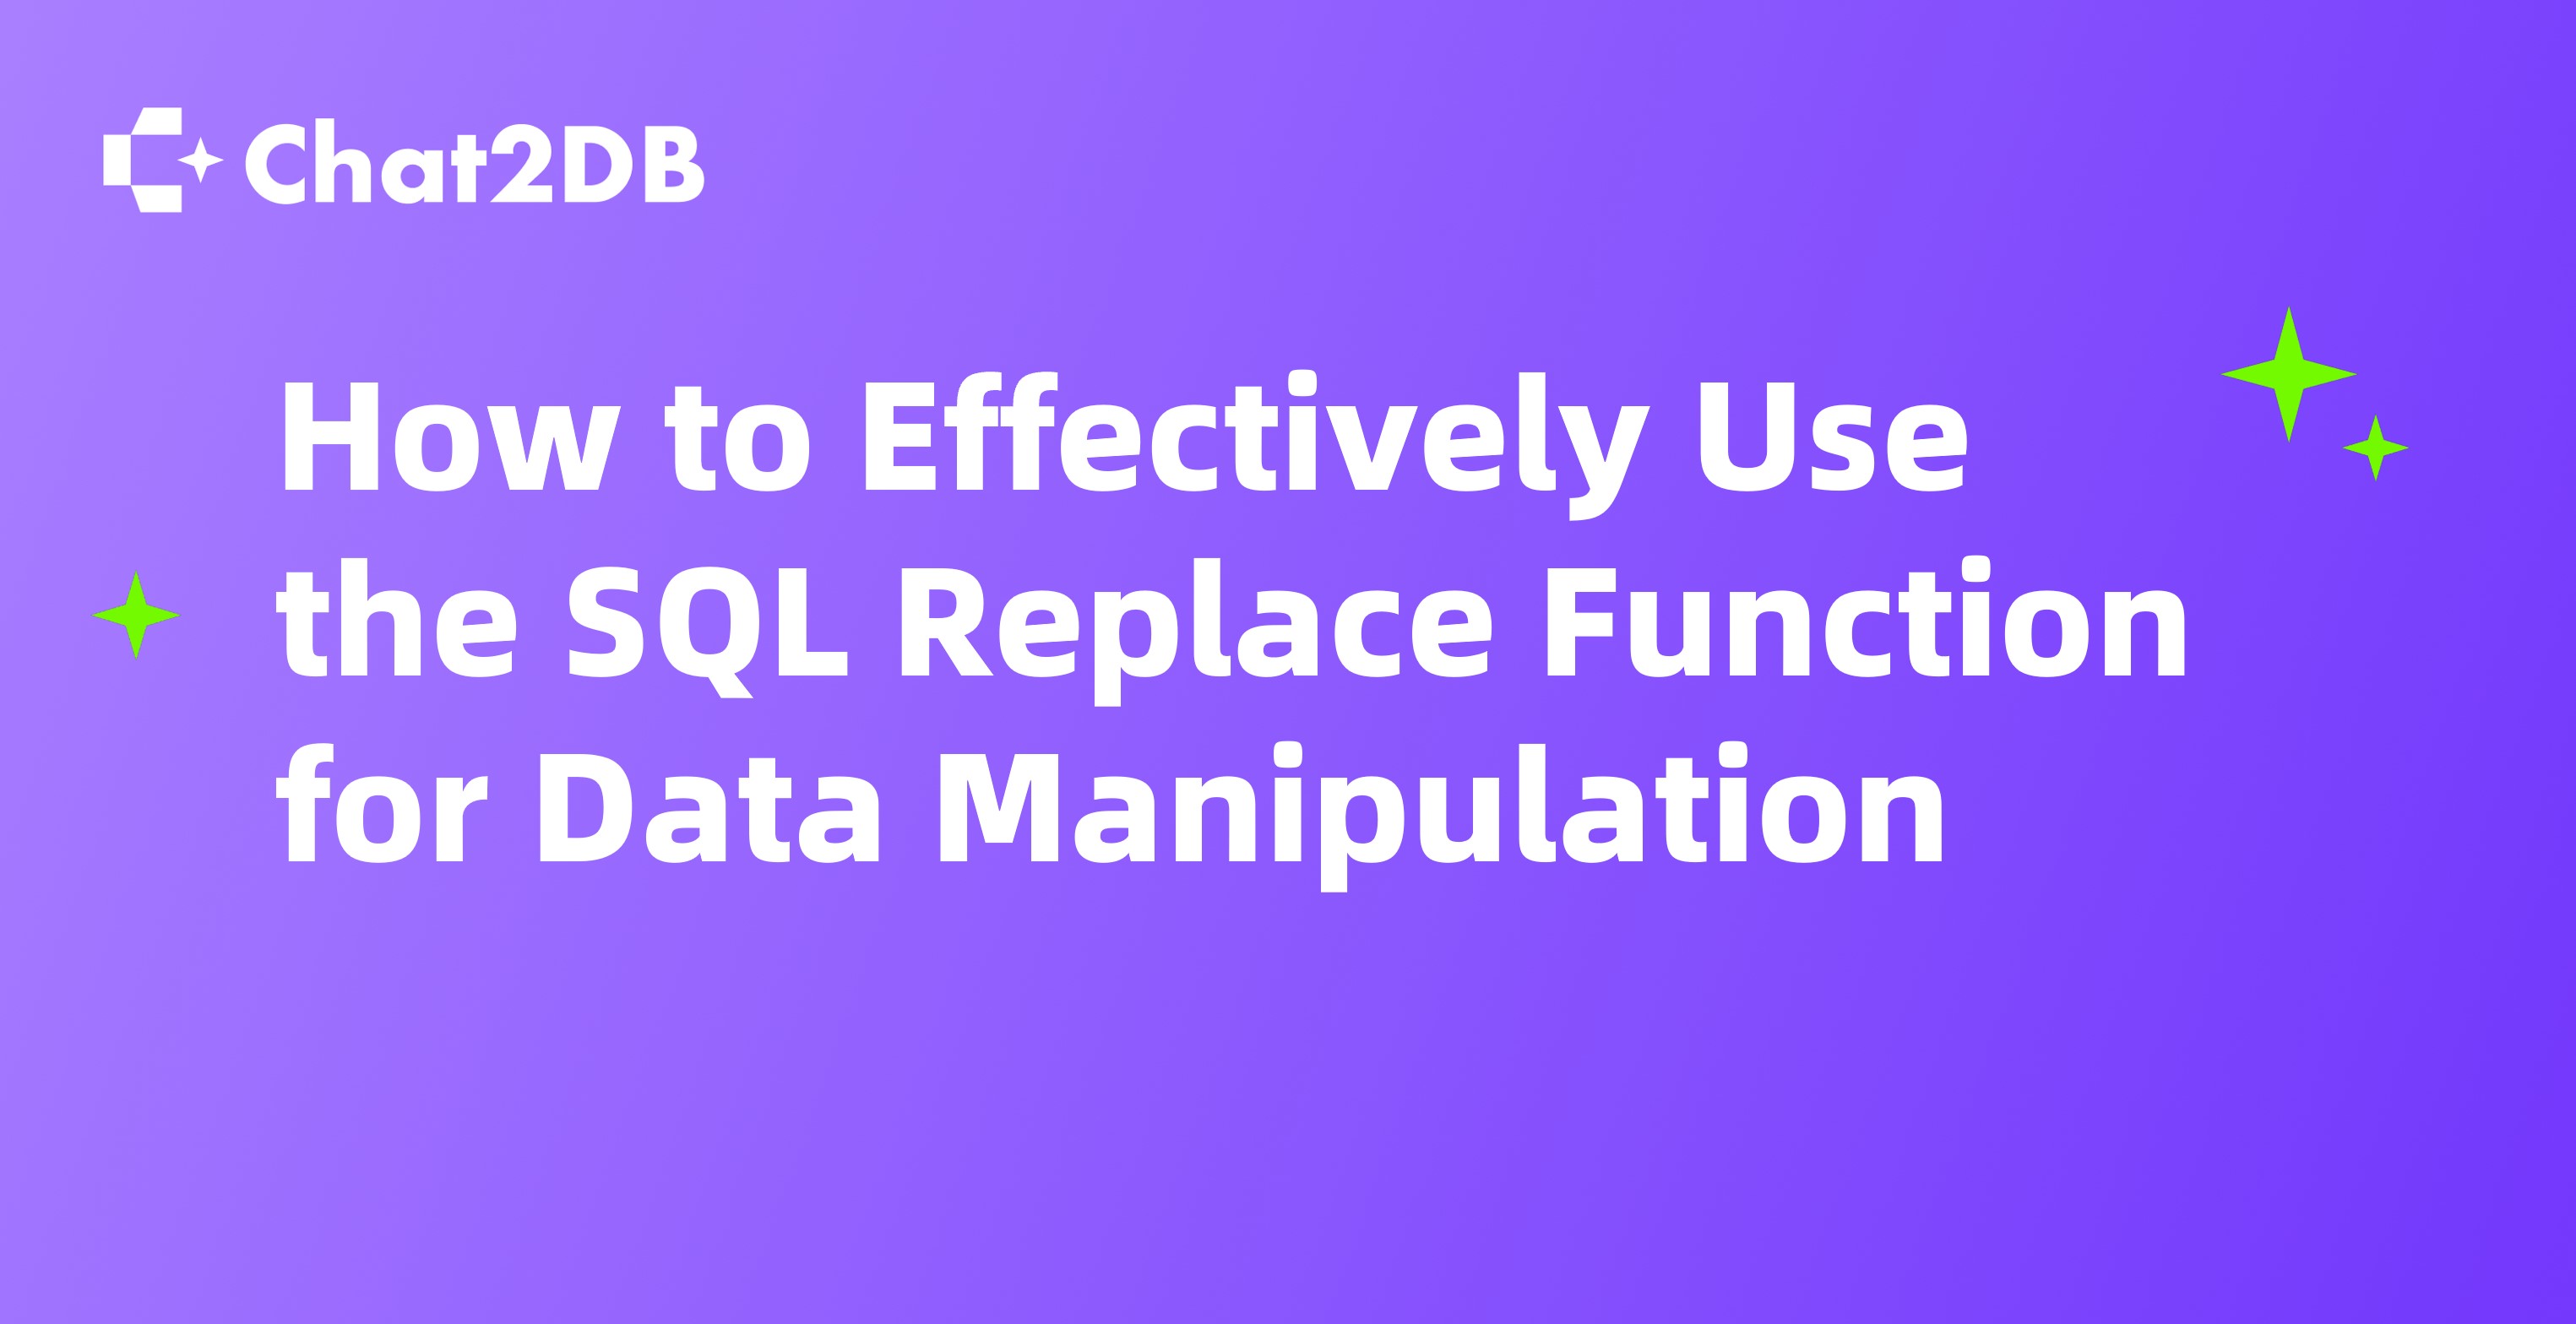 Chat2DB
How to Effectively Use
the SQL Replace Function
for Data Manipulation